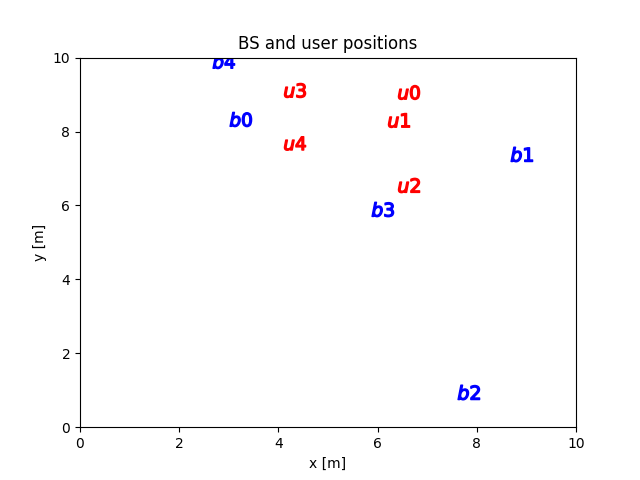 BS and user positions
10
b4
u3
u0
b0
u1
8
u4
b1
u2
6
b3
y [m]
4
2
b2
0
0 2 4 6 8 10
x [m]